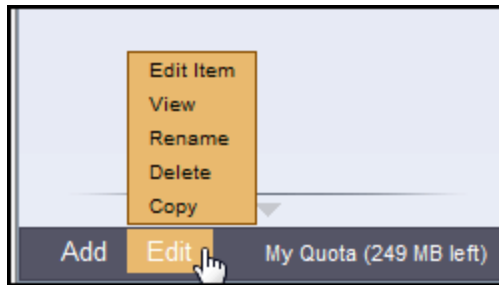 Edit Item
View
Rename
Delete
Copy
Add Edit My Quota (249 MB left)